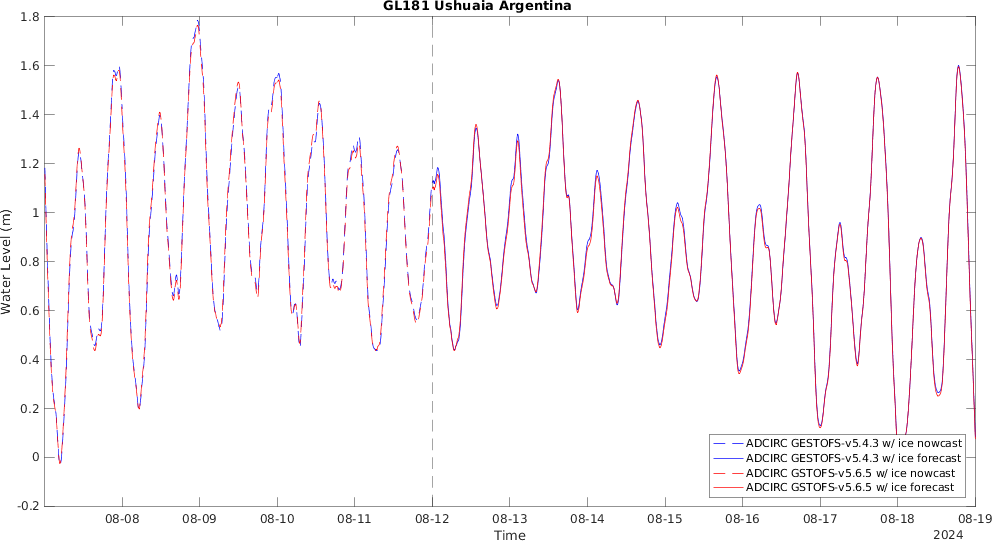 GL181 Ushuaia Argentina
Water Level (m)
1.8
1.6
1.4
1.2
1
0.8
0.6
0.4
0.2
0
-0.2
ADCIRC GESTOFS-v5.4.3 w/ ice nowcast
ADCIRC GESTOFS-v5.4.3 w/ ice forecast
ADCIRC GSTOFS-v5.6.5 w/ ice nowcast
ADCIRC GSTOFS-v5.6.5 w/ ice forecast
08-08 08-09 08-10 08-11 08-12 08-13 08-14 08-15 08-16 08-17 08-18 08-19
Time
2024